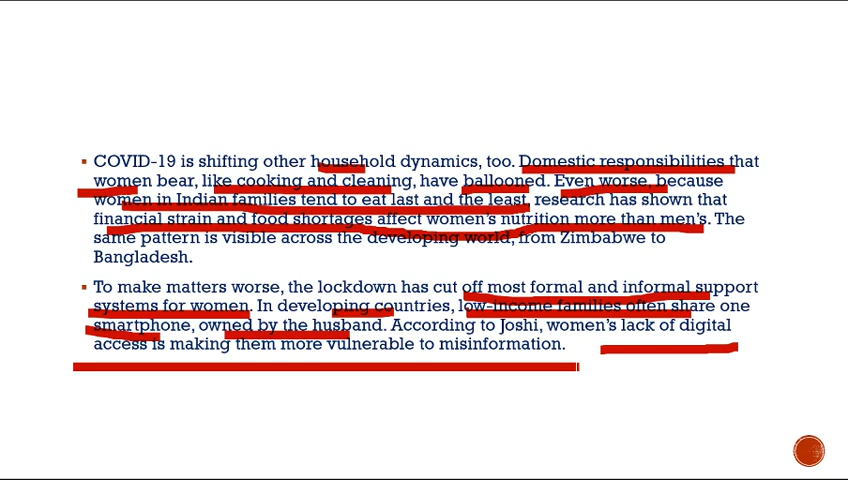 COVID-19 is shifting other household dynamics, too. Domestic responsibilities that
women bear, like cooking and cleaning, have ballooned. Even worse, because
women in Indian families tend to eat last and the least, research has shown that
financial strain and food shortages affect women's nutrition more than men's. The
same pattern is visible across the developing world, from Zimbabwe to
Bangladesh.
To make matters worse, the lockdown has cut off most formal and informal support
systems for women. In developing countries, low-income families often share one
smartphone, owned by the husband. According to Joshi, women's lack of digital
access is making them more vulnerable to misinformation.